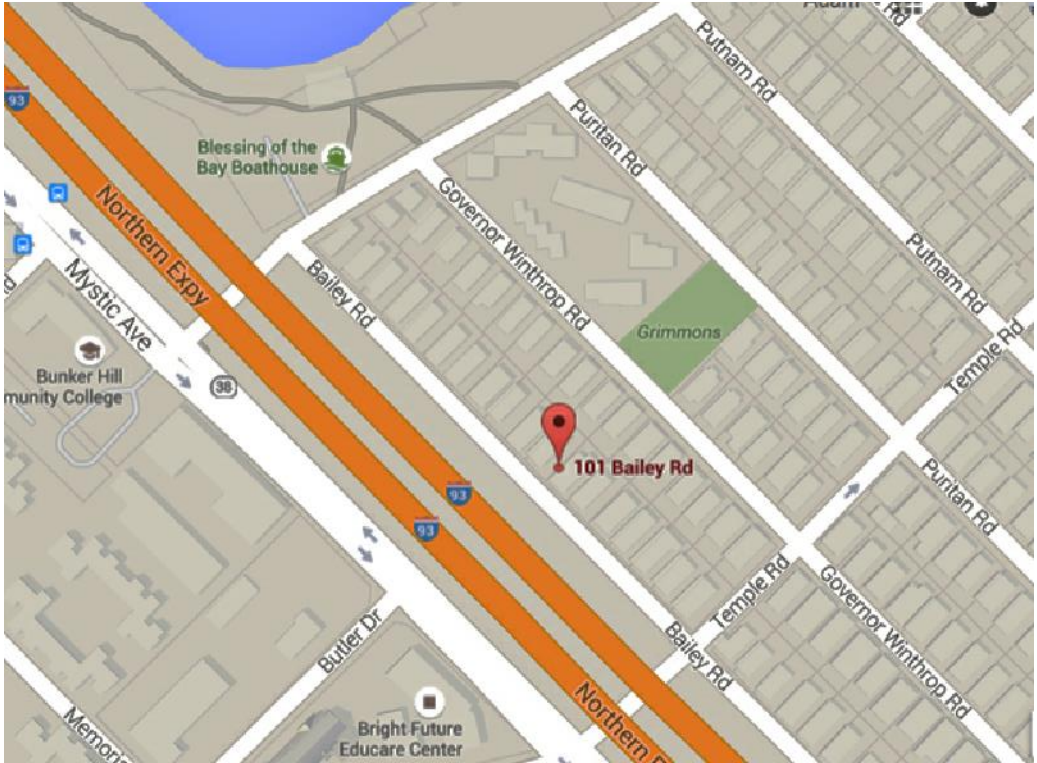 Putnam Rd
93
Puritan Rd
Blessing of the
Bay Boathouse
Governor Winthrop Rd
Northern Expy
Putnam Rd
Mystic Ave
Bailey Rd
Grimmons
Temple Rd
Bunker Hill
munity College
38
101 Bailey Rd
Puritan Rd
93
93
Temple Rd
Governor Winthrop Rd
Butler Dr
Bailey Rd
Northern
Bright Future
Educare Center